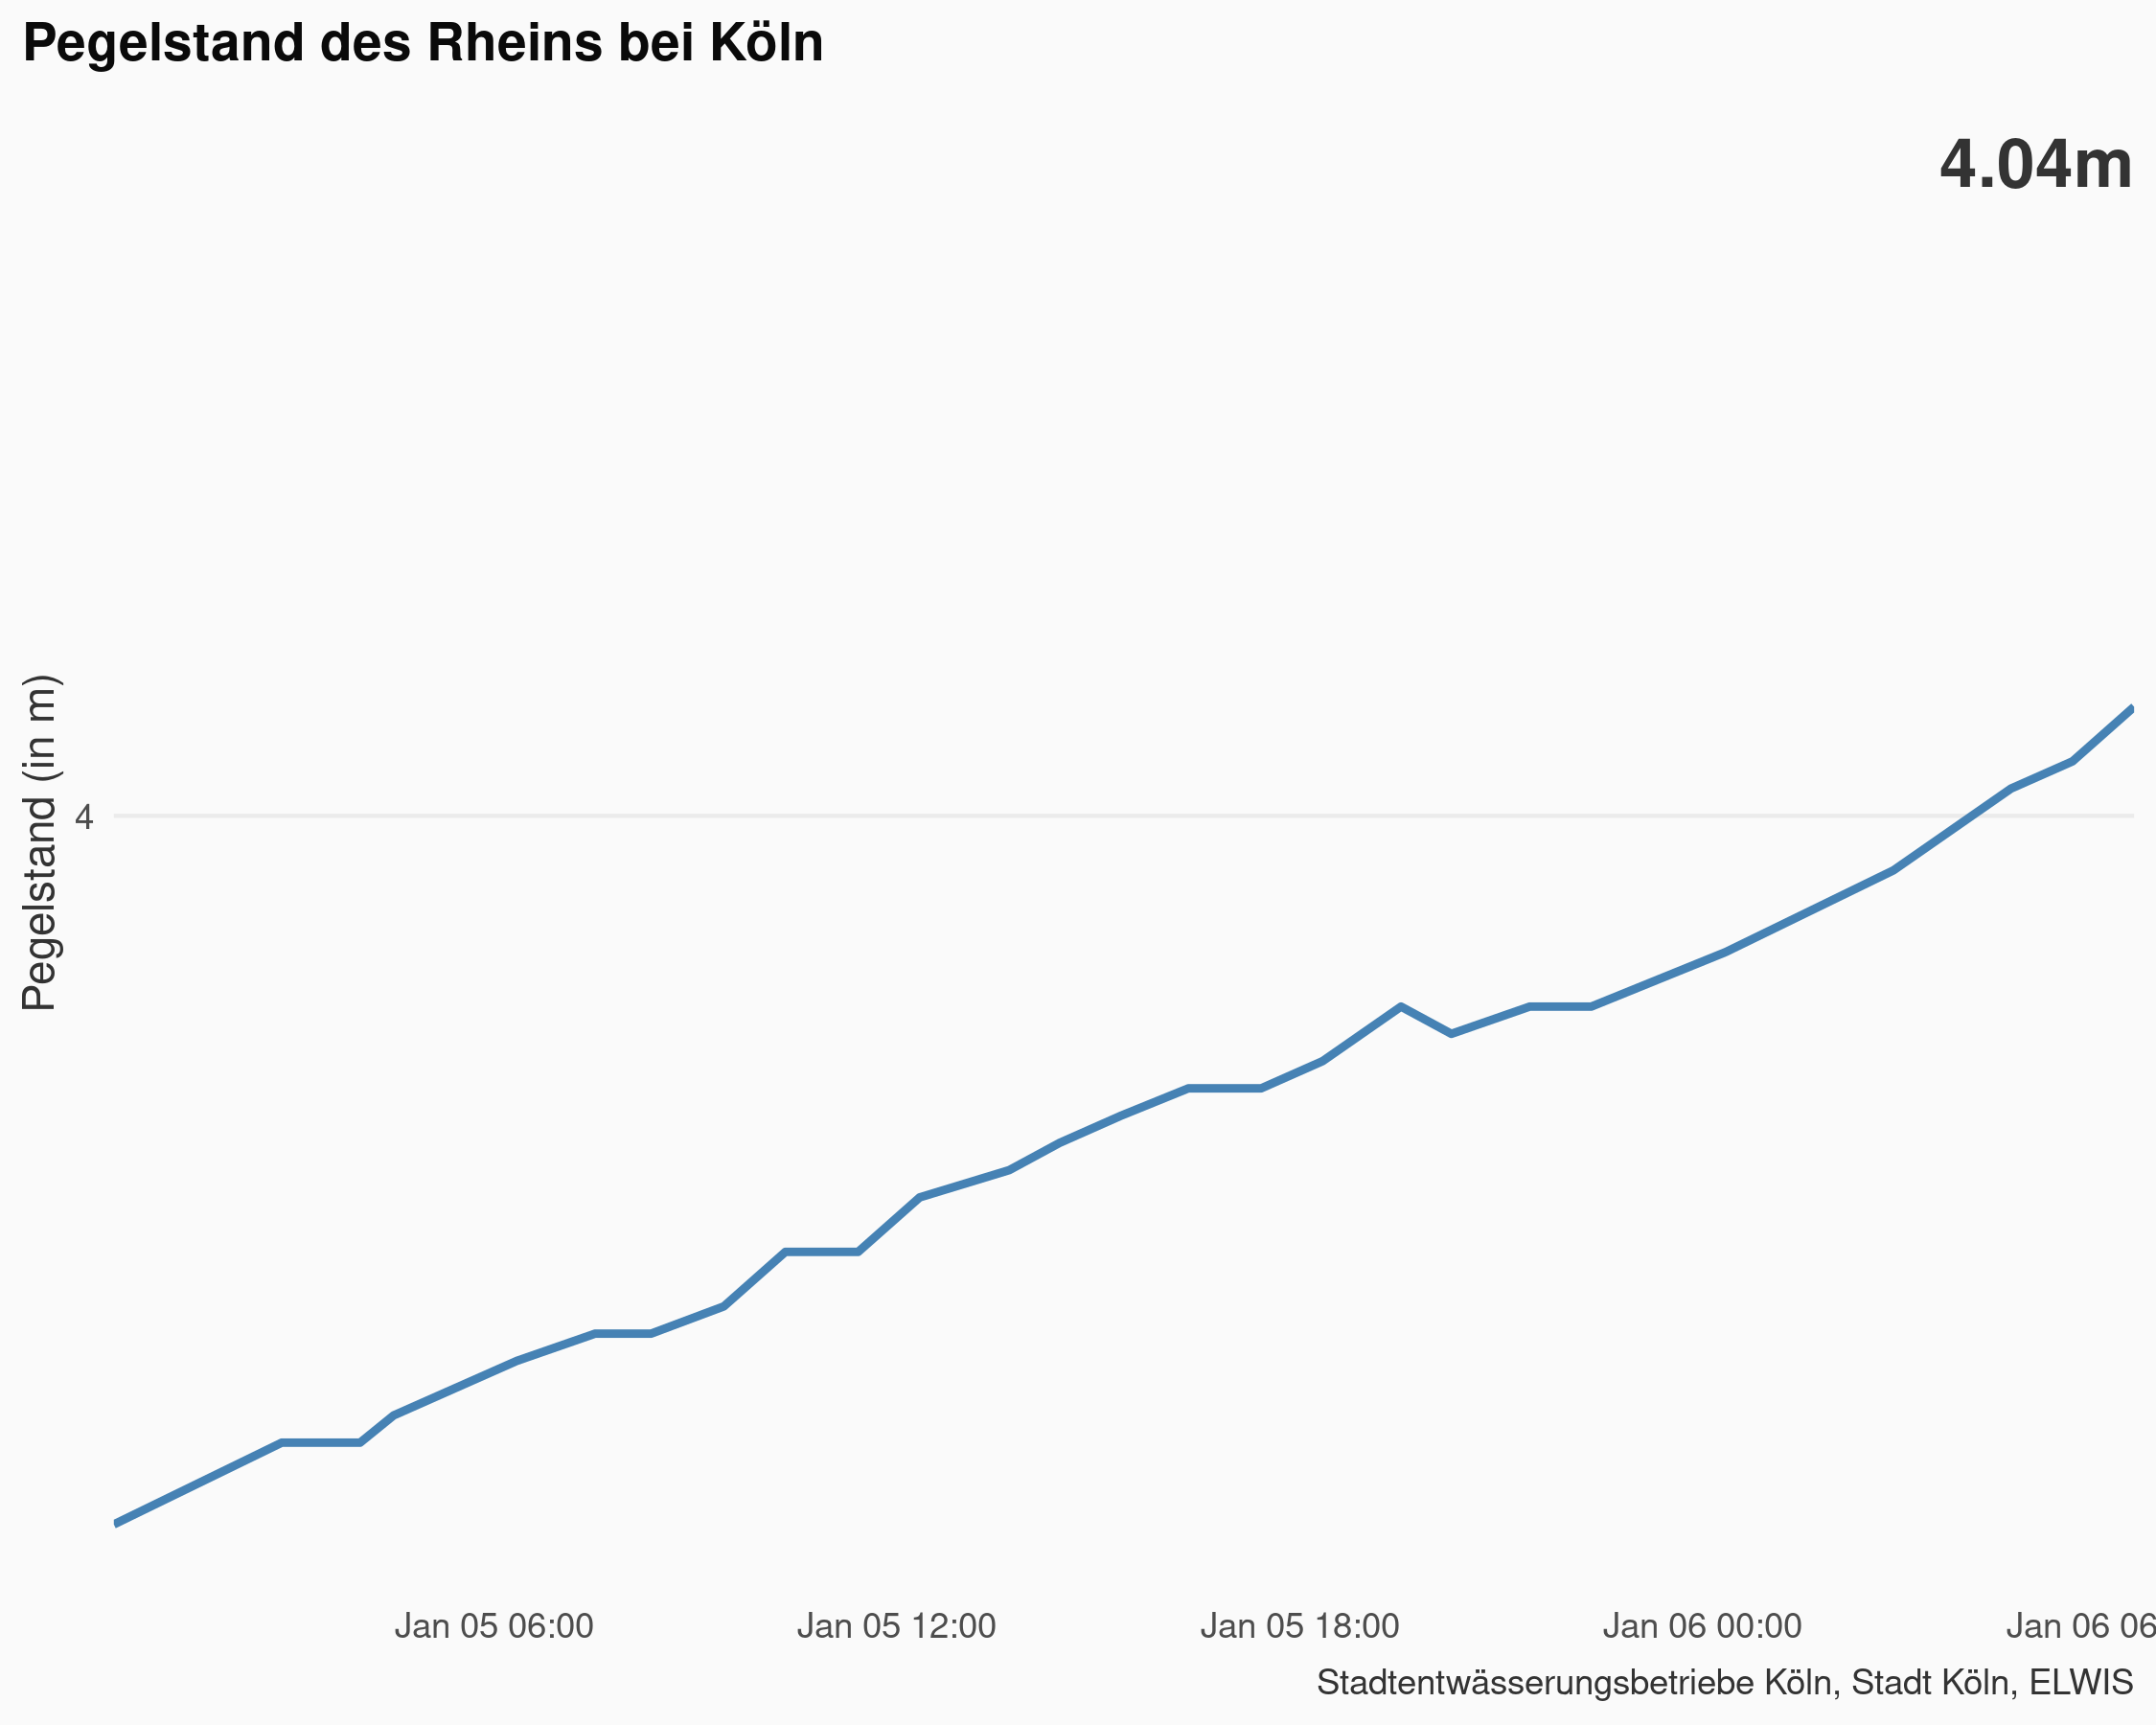 Pegelstand des Rheins bei Köln
4.04m
Pegelstand (in m)
4
Jan 05 06:00
Jan 05 12:00
Jan 05 18:00
Jan 06 00:00
Jan 06 06
Stadtentwässerungsbetriebe Köln, Stadt Köln, ELWIS